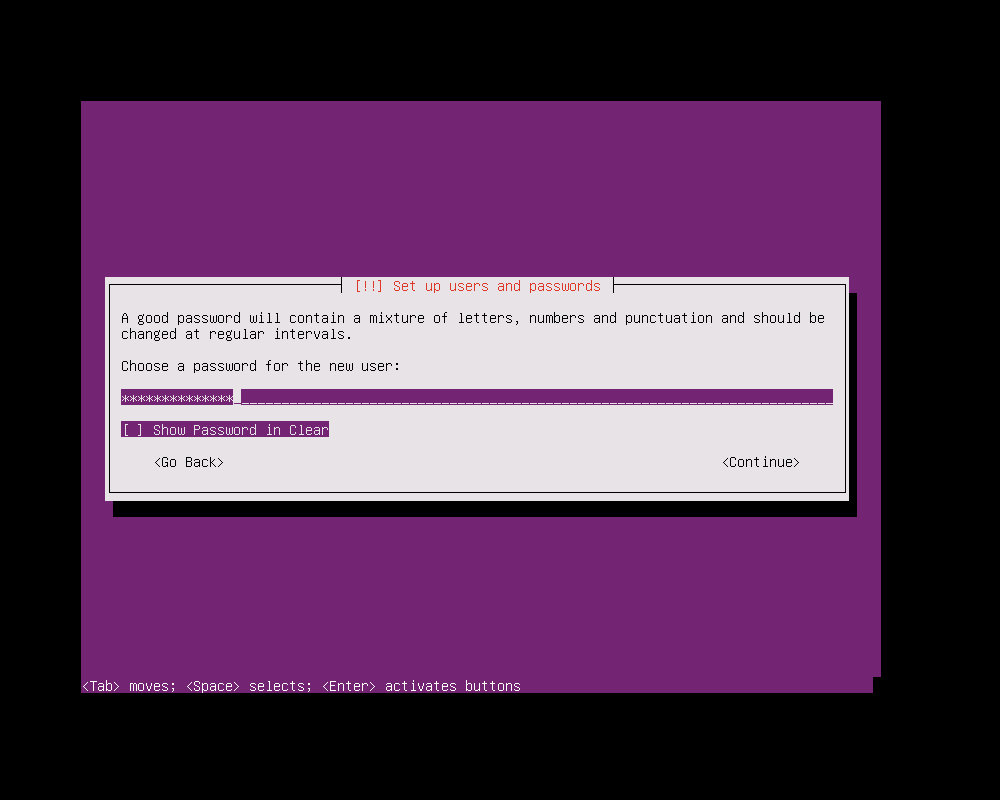 [!!] Set up users and passwords
A good password will contain a mixture of letters, numbers and punctuation and should be
changed at regular intervals.
Choose a password for the new user:
**************
[ ] Show Password in Clear
<Go Back> <Continue>
<Tab> moves; <Space> selects; <Enter> activates buttons